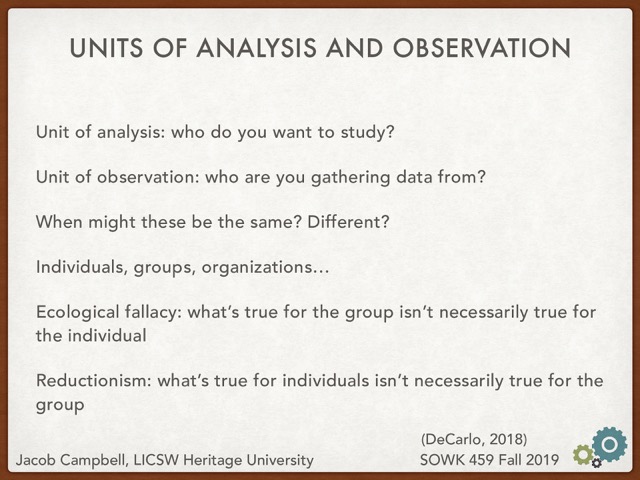 UNITS OF ANALYSIS AND OBSERVATION
Unit of analysis: who do you want to study?
Unit of observation: who are you gathering data from?
When might these be the same? Different?
Individuals, groups, organizations…
Ecological fallacy: what’s true for the group isn’t necessarily true for
the individual
Reductionism: what’s true for individuals isn’t necessarily true for the
group
(DeCarlo, 2018)
Jacob Campbell, LICSW Heritage University
SOWK 459 Fall 2019